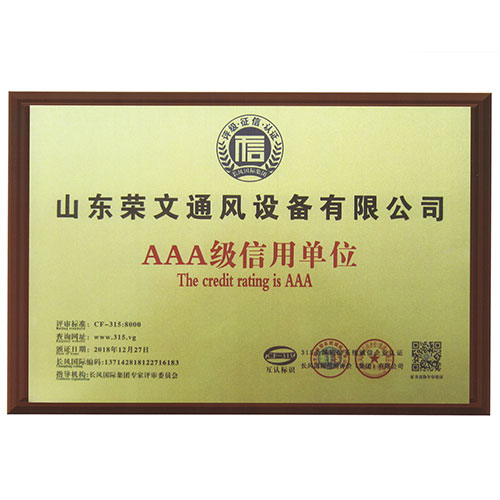 评级·征信·认证
信
长风国际集团
山东荣文通风设备有限公司
AAA级信用单位
The credit rating is AAA
评审标准: CF-315:8000
查询网址: www.315.vg
颁证日期: 2018年12月27日
长风国际编码: 137142818122716183
指导机构: 长风国际集团专家评审委员会
CF-315
互认标识